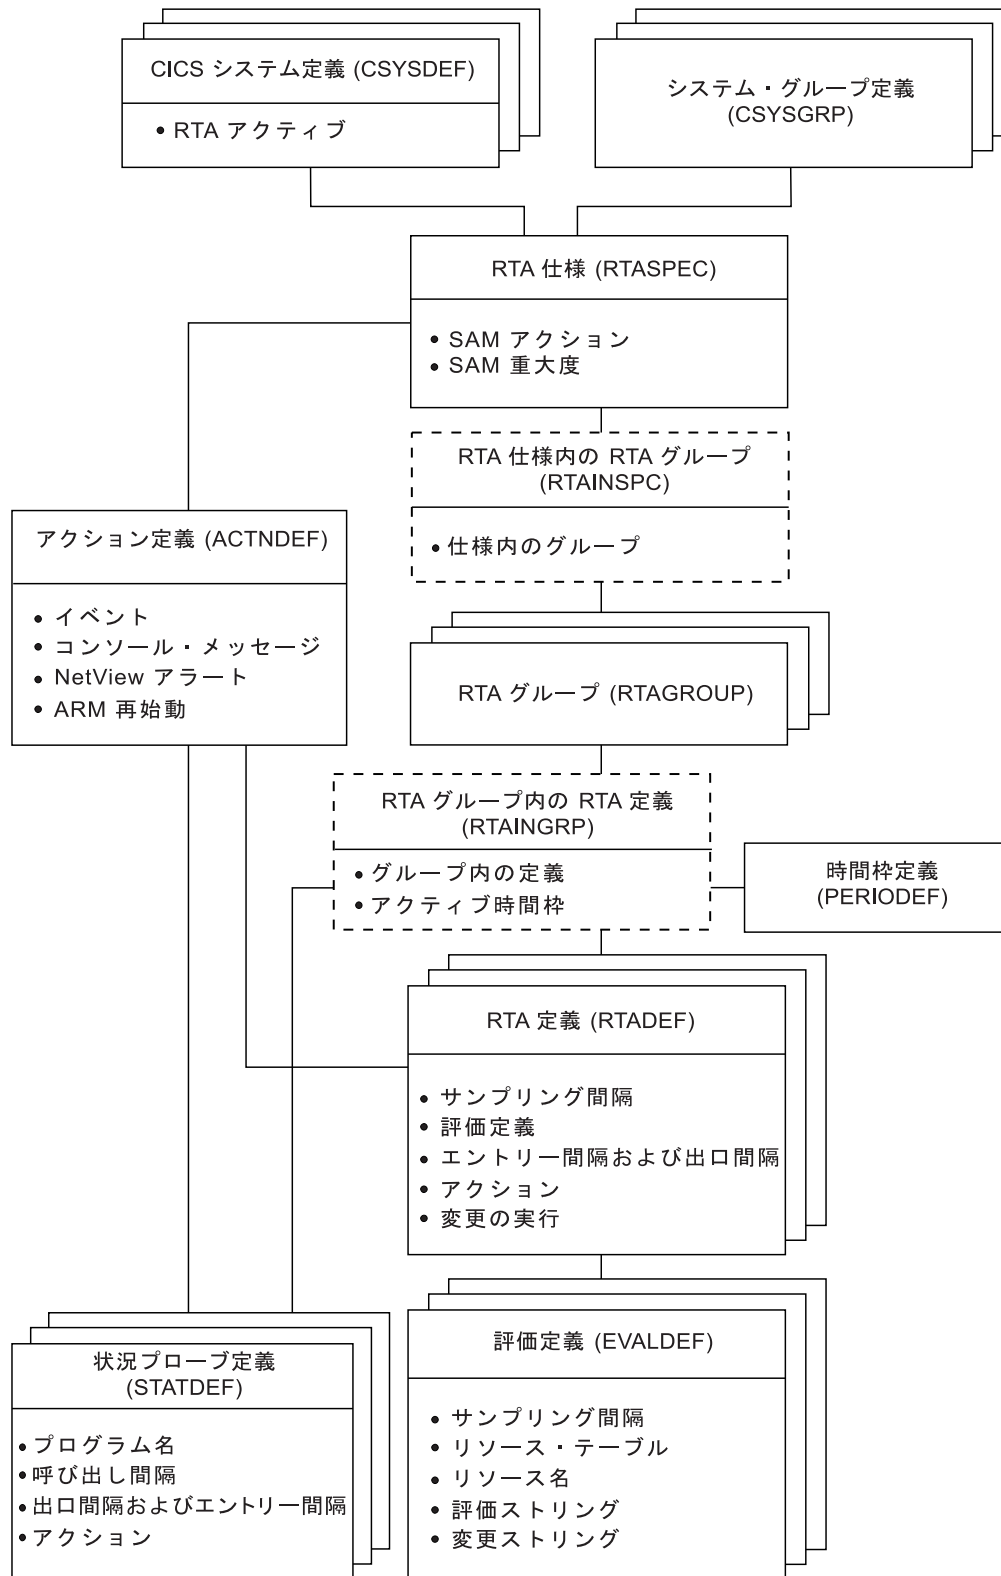 CICS システム定義 (CSYSDEF)
• RTA アクティブ
システム・グループ定義
(CSYSGRP)
RTA 仕様 (RTASPEC)
• SAM アクション
• SAM 重大度
RTA 仕様内の RTA グループ
(RTAINSPC)
• 仕様内のグループ
アクション定義 (ACTNDEF)
• イベント
• コンソール・メッセージ
• NetView アラート
• ARM 再始動
RTA グループ (RTAGROUP)
RTA グループ内の RTA 定義
(RTAINGRP)
• グループ内の定義
• アクティブ時間枠
時間枠定義
(PERIODEF)
RTA 定義 (RTADEF)
• サンプリング間隔
• 評価定義
• エントリー間隔および出口間隔
• アクション
• 変更の実行
状況プローブ定義
(STATDEF)
• プログラム名
• 呼び出し間隔
• 出口間隔およびエントリー間隔
• アクション
評価定義 (EVALDEF)
• サンプリング間隔
• リソース・テーブル
• リソース名
• 評価ストリング
• 変更ストリング